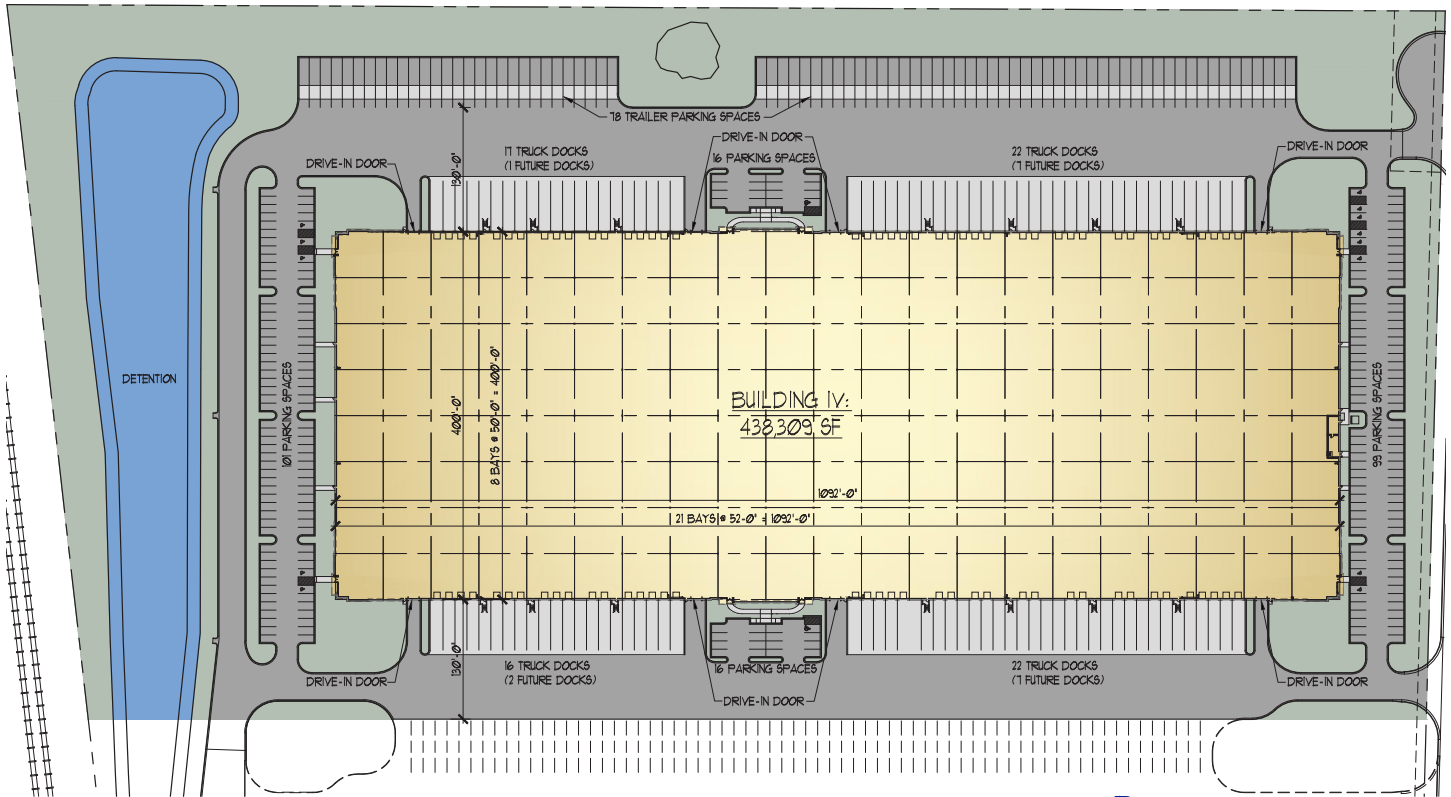 78 TRAILER PARKING SPACES
DRIVE-IN DOOR
17 TRUCK DOCKS
(1 FUTURE DOCKS)
DRIVE-IN DOOR
16 PARKING SPACES
22 TRUCK DOCKS
(7 FUTURE DOCKS)
DRIVE-IN DOOR
130'-0"
DETENTION
101 PARKING SPACES
400'-0"
8 BAYS @ 50'-0" = 400'-0"
BUILDING IV:
438,309 SF
99 PARKING SPACES
1092'-0"
21 BAYS @ 52'-0" = 1092'-0"
130'-0"
DRIVE-IN DOOR
16 TRUCK DOCKS
(2 FUTURE DOCKS)
16 PARKING SPACES
DRIVE-IN DOOR
22 TRUCK DOCKS
(7 FUTURE DOCKS)
DRIVE-IN DOOR